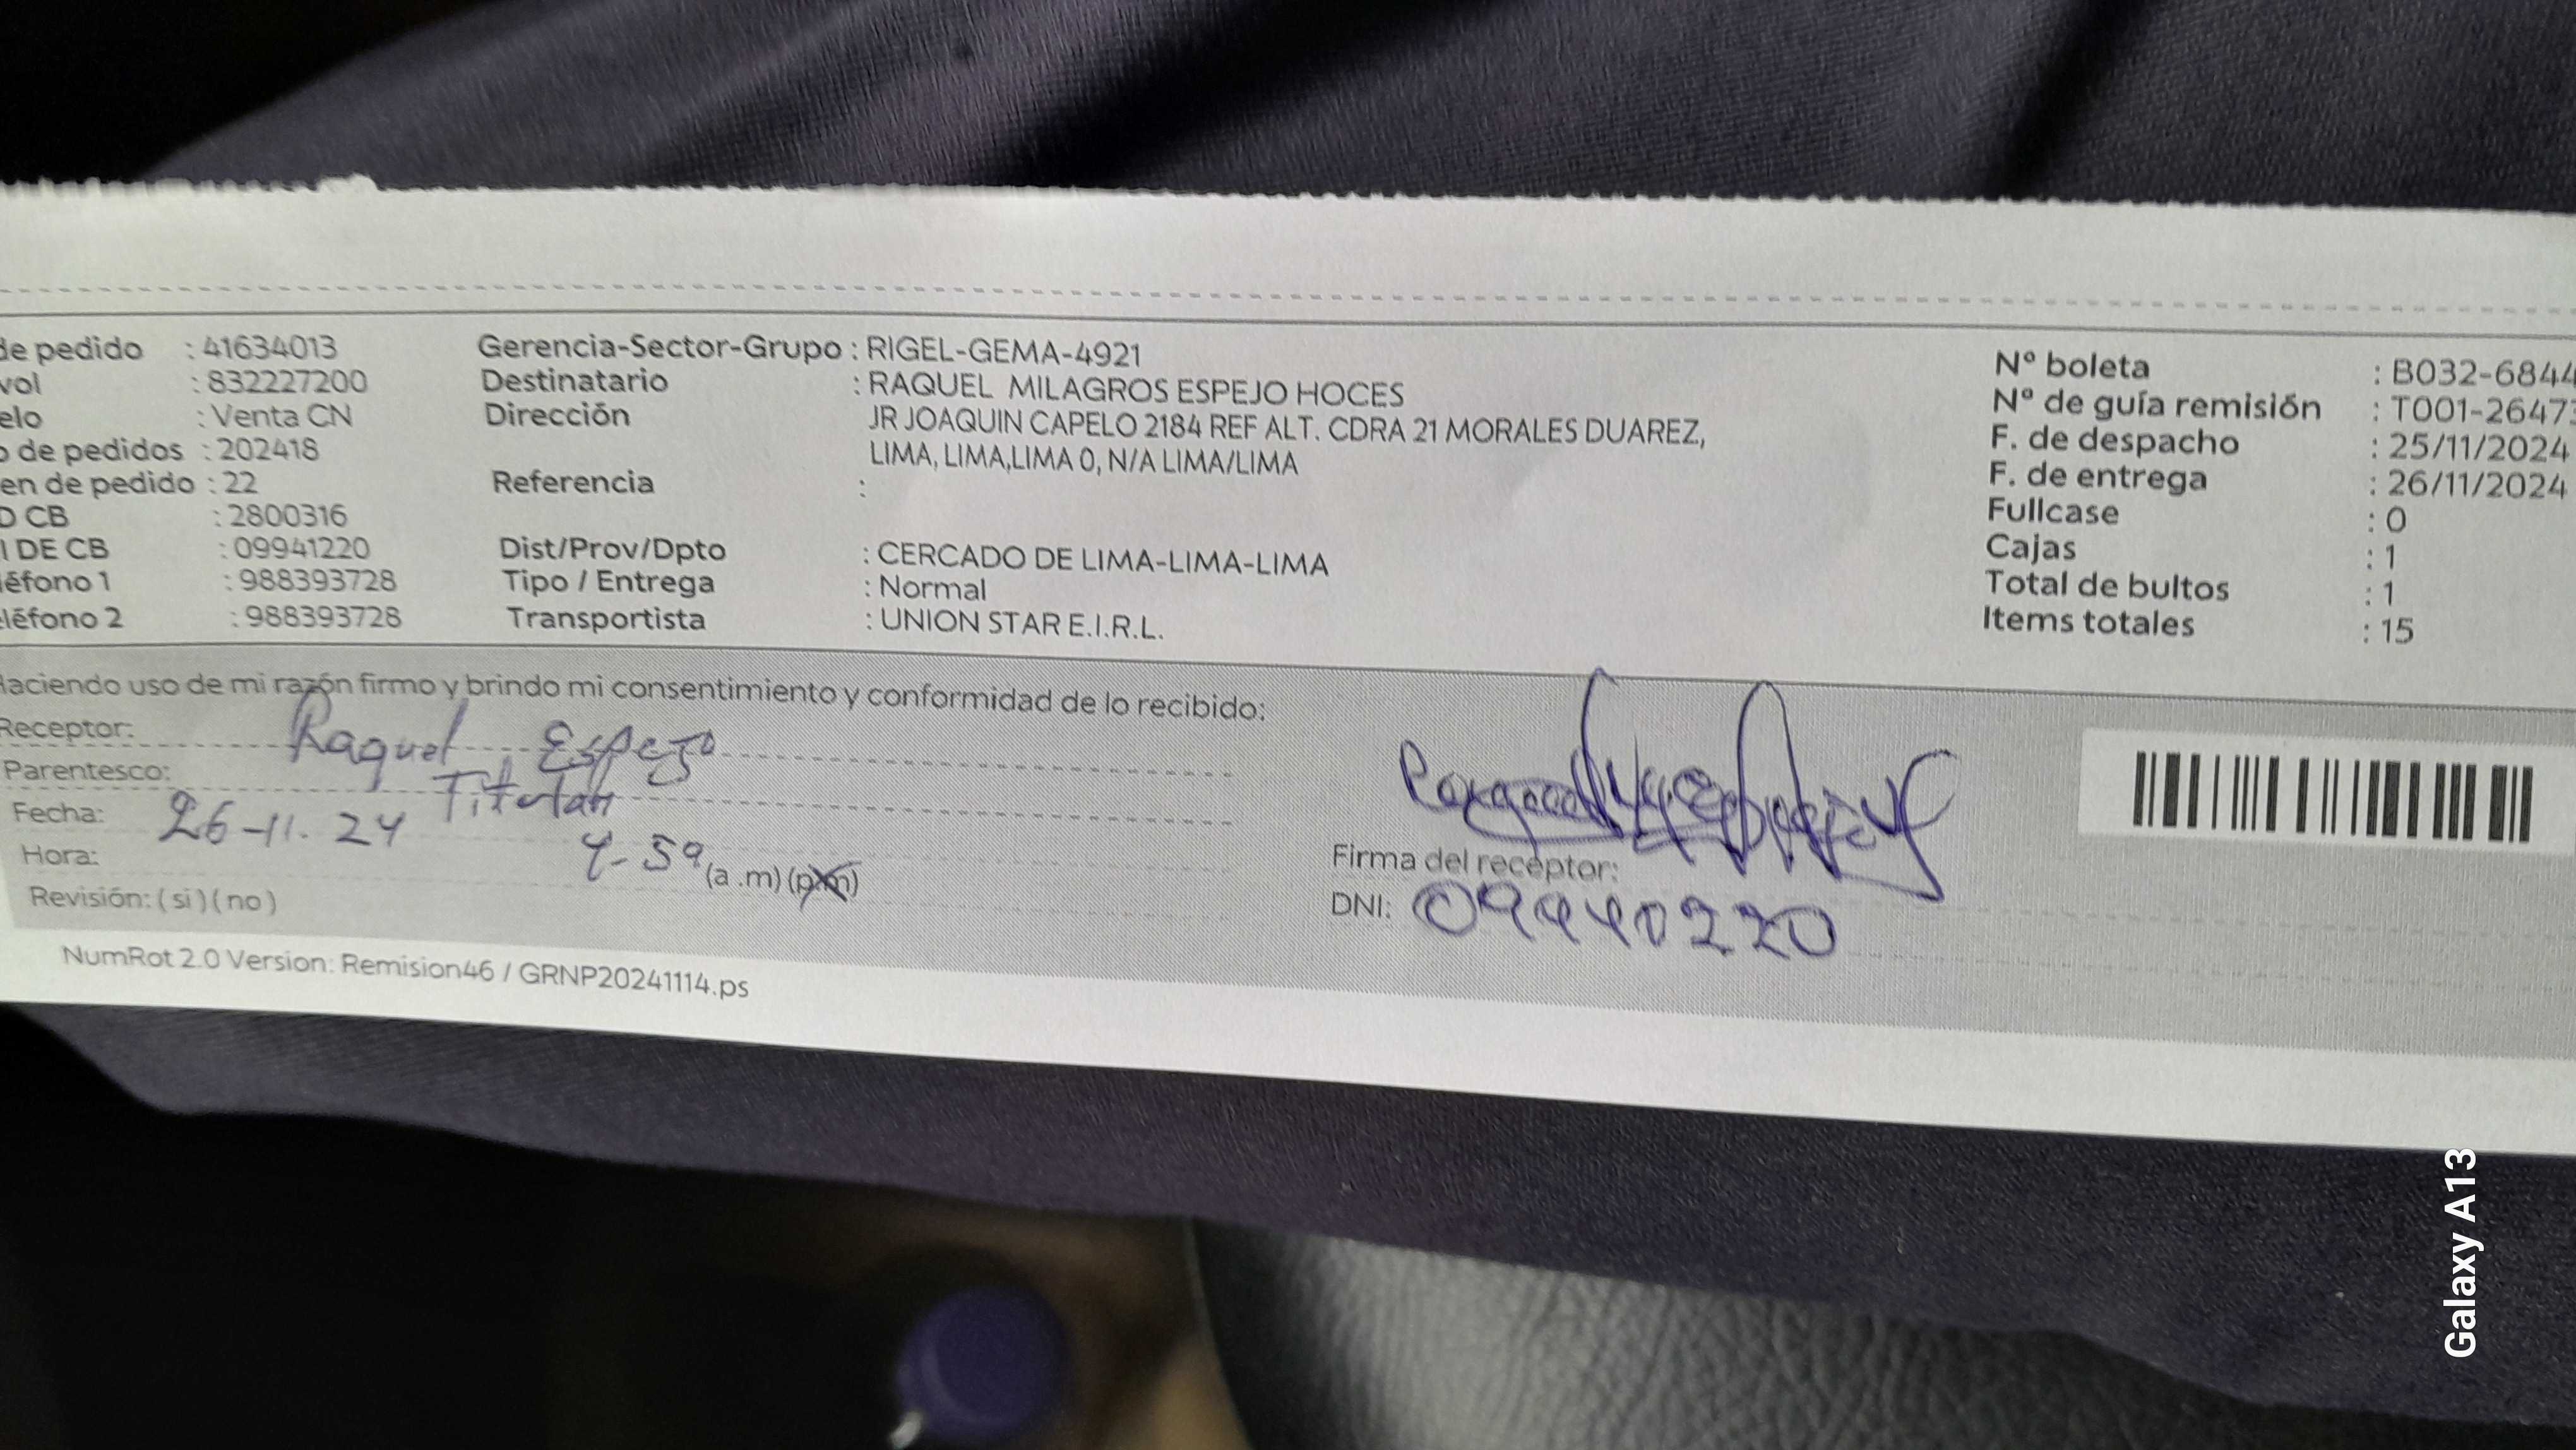 de pedido : 41634013
vol : 832227200
elo : Venta CN
o de pedidos : 202418
en de pedido : 22
D CB : 2800316
I DE CB : 09941220
léfono 1 : 988393728
eléfono 2 : 988393728
Gerencia-Sector-Grupo : RIGEL-GEMA-4921
Destinatario : RAQUEL MILAGROS ESPEJO HOCES
Dirección JR JOAQUIN CAPELO 2184 REF ALT. CDRA 21 MORALES DUAREZ,
LIMA, LIMA,LIMA 0, N/A LIMA/LIMA
Referencia :
Dist/Prov/Dpto : CERCADO DE LIMA-LIMA-LIMA
Tipo / Entrega : Normal
Transportista : UNION STAR E.I.R.L.
Nº boleta : B032-6844
Nº de guía remisión : T001-26473
F. de despacho : 25/11/2024
F. de entrega : 26/11/2024
Fullcase : 0
Cajas : 1
Total de bultos : 1
Items totales : 15
Haciendo uso de mi razón firmo y brindo mi consentimiento y conformidad de lo recibido:
Receptor: Raquel Espejo
Parentesco: Titular
Fecha: 26-11-24
Hora: (a .m) (p.m)
Revisión: ( si ) ( no )
Firma del receptor:
DNI:
NumRot 2.0 Version: Remision46 / GRNP20241114.ps
Galaxy A13